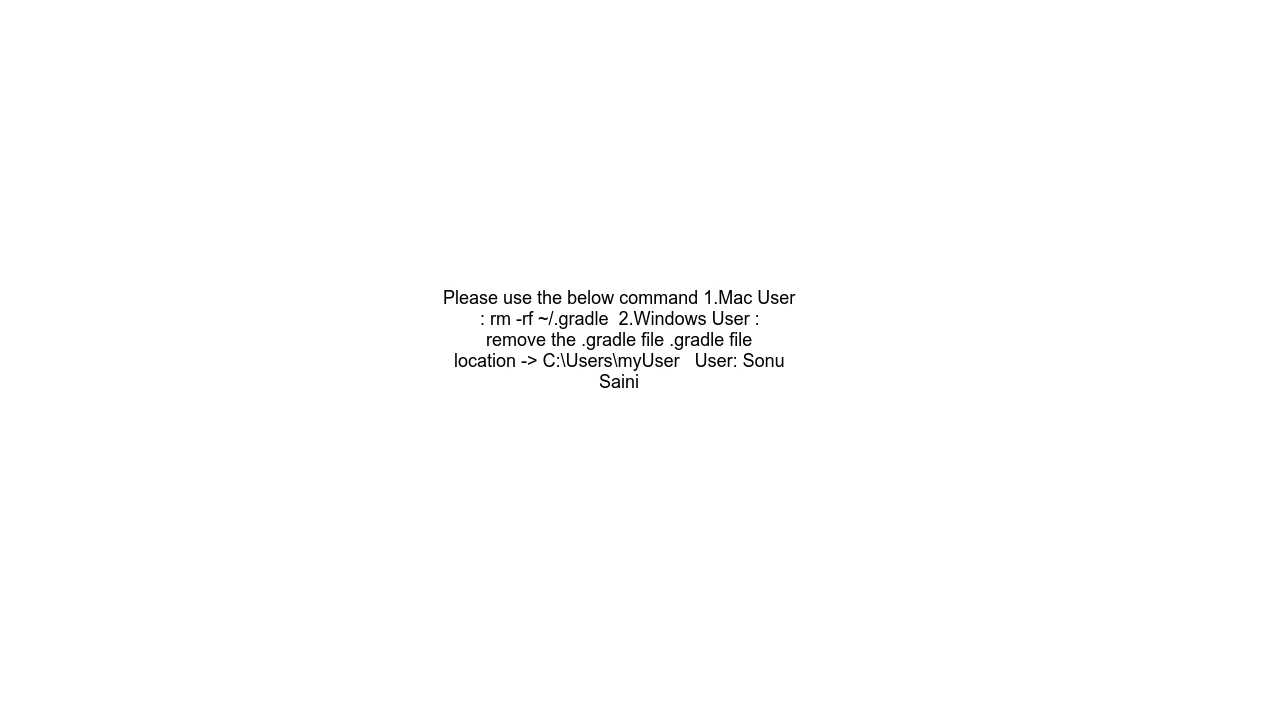 Please use the below command 1.Mac User
: rm -rf ~/.gradle  2.Windows User :
remove the .gradle file .gradle file
location -> C:\Users\myUser   User: Sonu
Saini